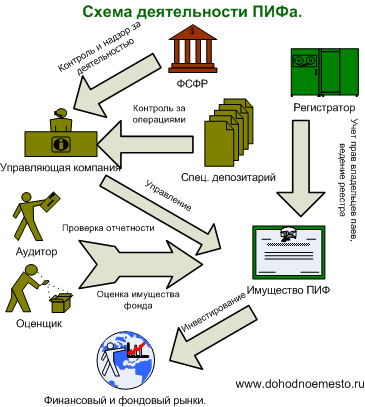 Схема деятельности ПИФа.
Контроль и надзор за
деятельностью
ФСФР
Регистратор
Контроль за
операциями
Управляющая компания
Спец. депозитарий
Учет прав владельцев паев,
ведение реестра
Управление
Аудитор
Проверка отчетности
Оценка имущества
фонда
Оценщик
Имущество ПИФ
Инвестирование
www.dohodnoemesto.ru
Финансовый и фондовый рынки.